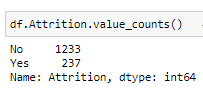 df.Attrition.value_counts()
No     1233
Yes     237
Name: Attrition, dtype: int64